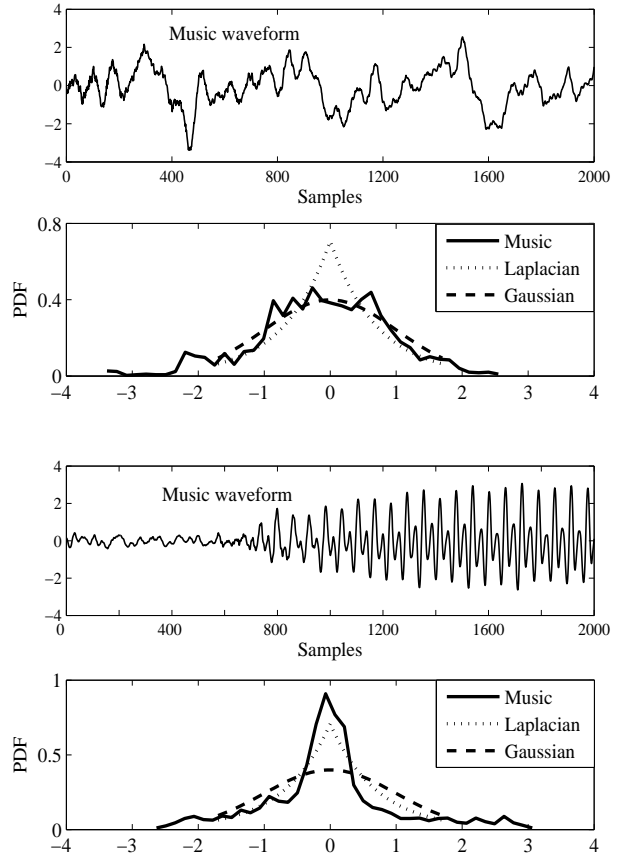 4
2
0
−2
−4
Music waveform
0 400 800 1200 1600 2000
Samples
0.8
0.4
0
PDF
Music
Laplacian
Gaussian
−4 −3 −2 −1 0 1 2 3 4
4
2
0
−2
−4
Music waveform
0 400 800 1200 1600 2000
Samples
1
0.5
0
PDF
Music
Laplacian
Gaussian
−4 −3 −2 −1 0 1 2 3 4